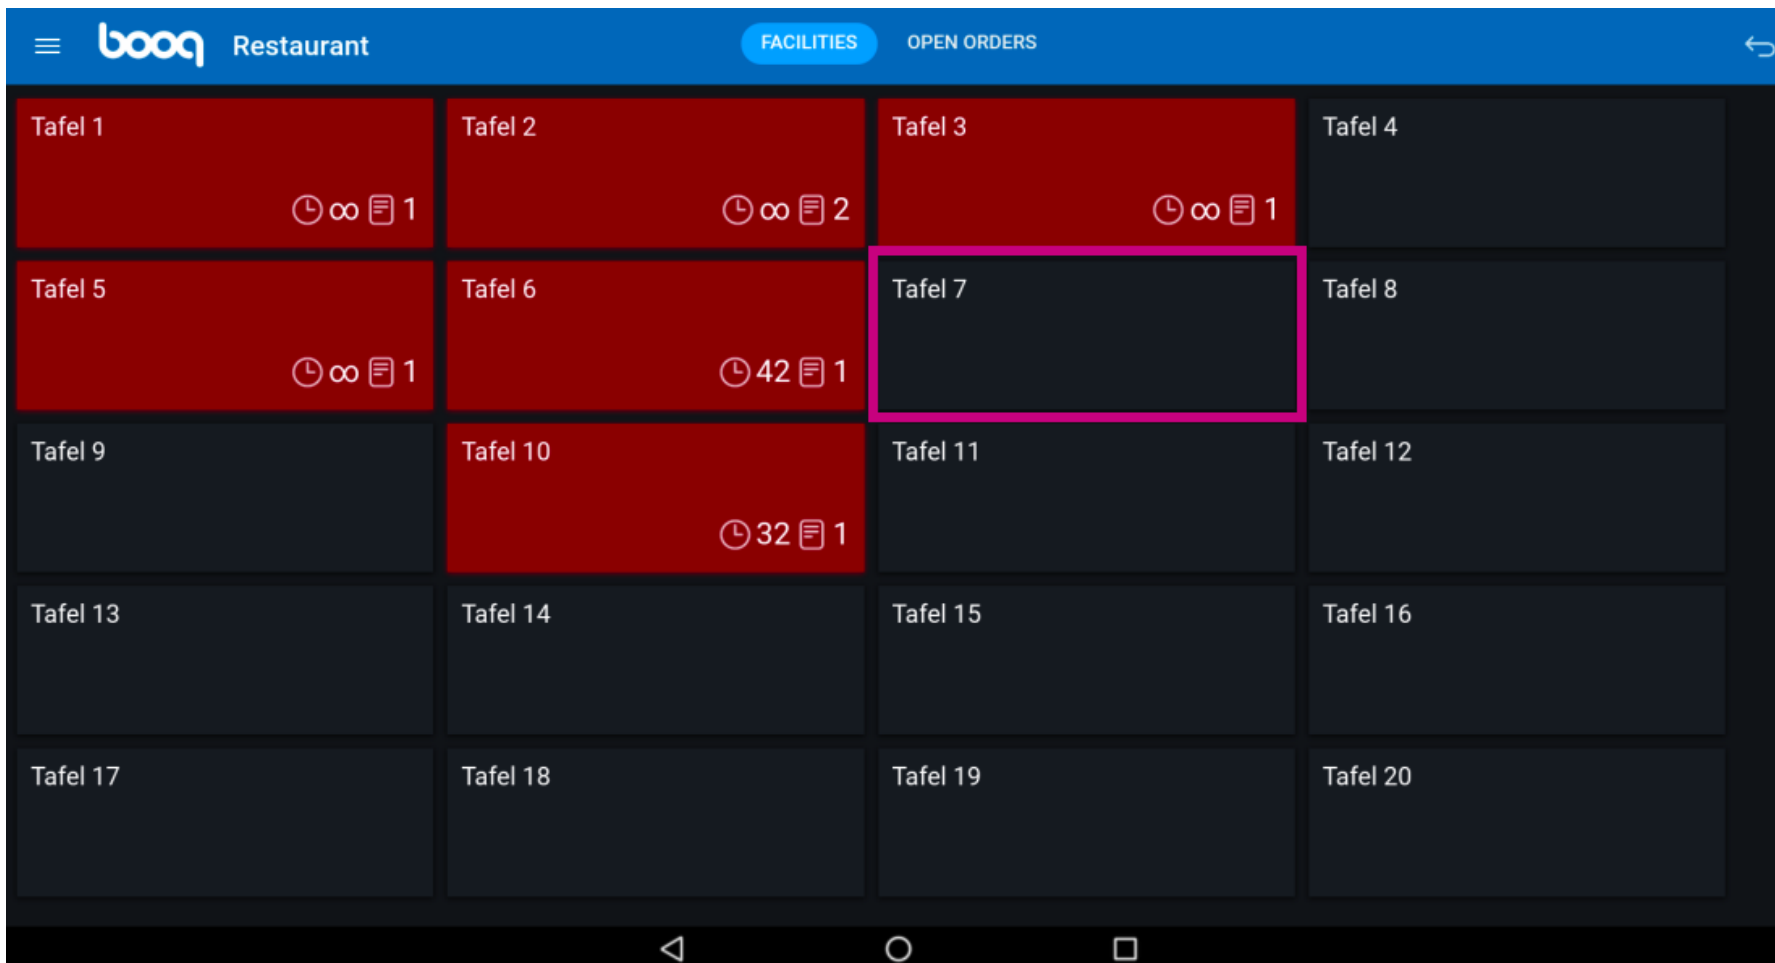 booq Restaurant FACILITIES OPEN ORDERS
Tafel 1 Tafel 2 Tafel 3 Tafel 4
∞ 1 ∞ 2 ∞ 1
Tafel 5 Tafel 6 Tafel 7 Tafel 8
∞ 1 42 1
Tafel 9 Tafel 10 Tafel 11 Tafel 12
32 1
Tafel 13 Tafel 14 Tafel 15 Tafel 16
Tafel 17 Tafel 18 Tafel 19 Tafel 20